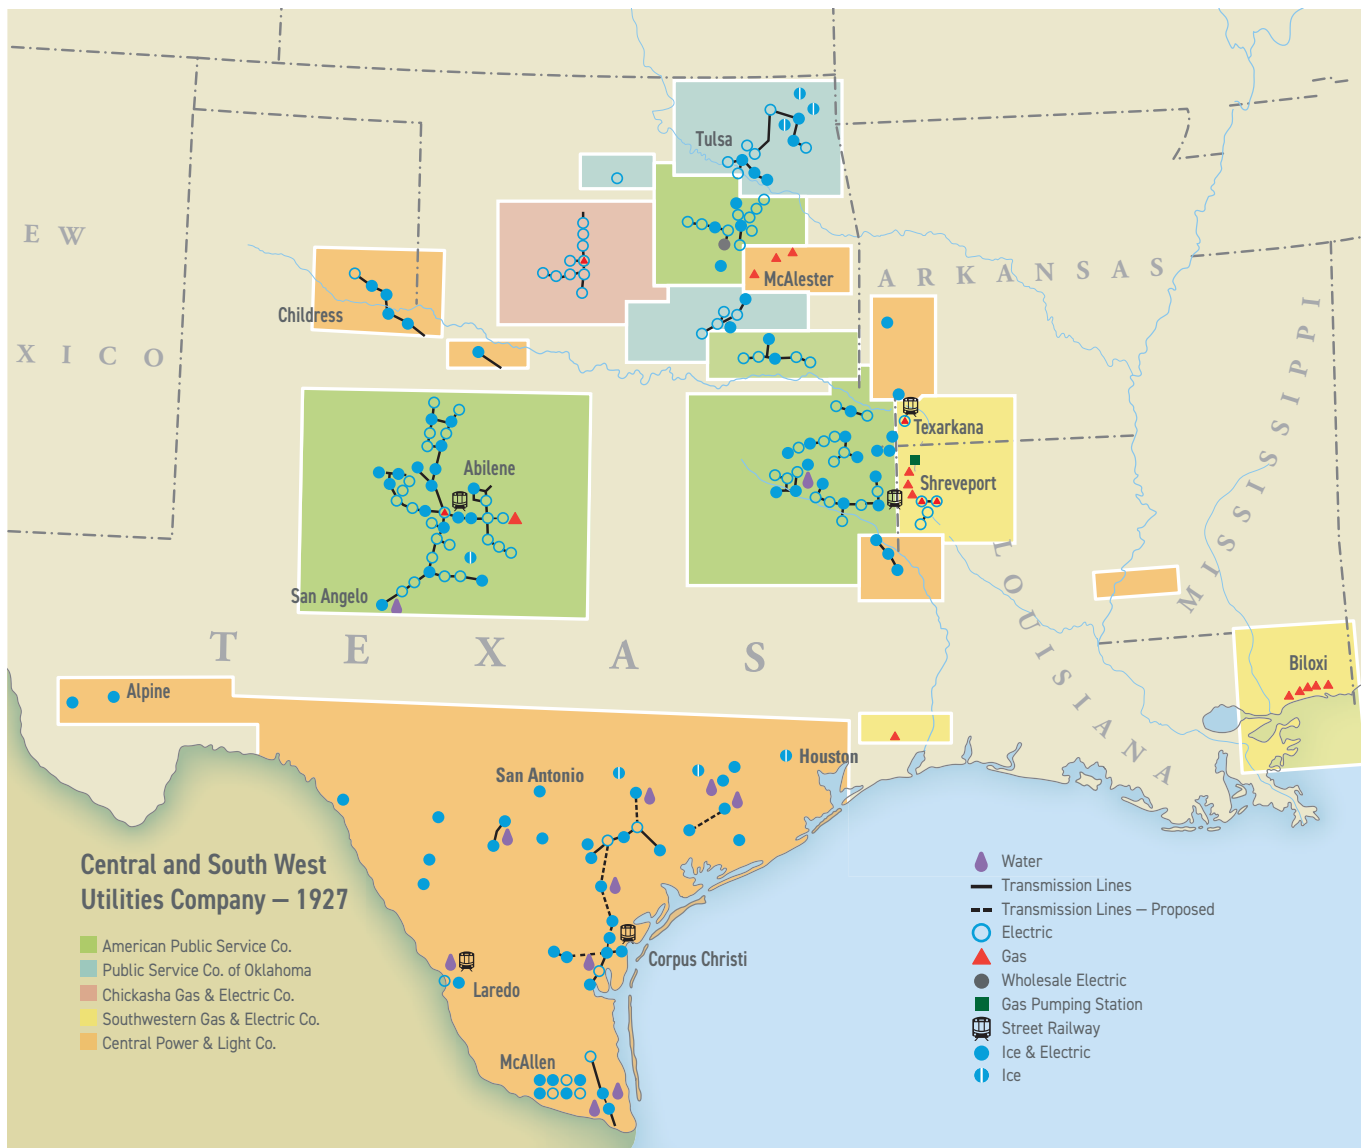 Tulsa
E W
McAlester
A R K A N S A S
Childress
X I C O
M I S S I S S I P P I
Texarkana
Abilene
Shreveport
San Angelo
L O U I S I A N A
T E X A S
Biloxi
Alpine
Houston
San Antonio
Central and South West
Utilities Company — 1927
American Public Service Co.
Public Service Co. of Oklahoma
Chickasha Gas & Electric Co.
Southwestern Gas & Electric Co.
Central Power & Light Co.
Corpus Christi
Laredo
McAllen
Water
Transmission Lines
Transmission Lines — Proposed
Electric
Gas
Wholesale Electric
Gas Pumping Station
Street Railway
Ice & Electric
Ice